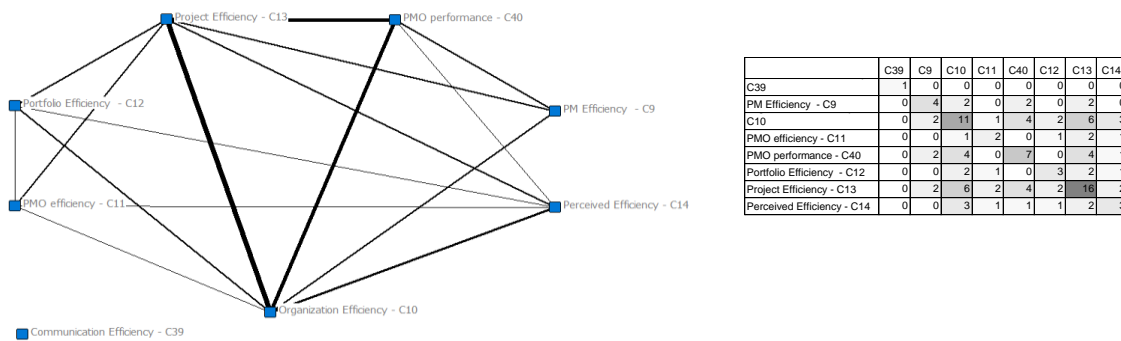 Project Efficiency - C13
PMO performance - C40
Portfolio Efficiency - C12
PM Efficiency - C9
PMO efficiency - C11
Perceived Efficiency - C14
Organization Efficiency - C10
Communication Efficiency - C39
C39 C9 C10 C11 C40 C12 C13 C14
C39 1 0 0 0 0 0 0
PM Efficiency - C9 0 4 2 0 2 0 2
C10 0 2 11 1 4 2 6
PMO efficiency - C11 0 0 1 2 0 1 2
PMO performance - C40 0 2 4 0 7 0 4
Portfolio Efficiency - C12 0 0 2 1 0 3 2
Project Efficiency - C13 0 2 6 2 4 2 16
Perceived Efficiency - C14 0 0 3 1 1 1 2